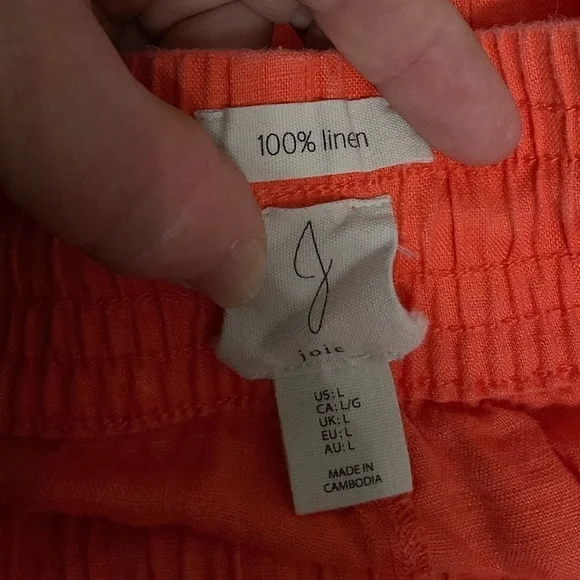 100% linen
J
joie
US: L
CA: L/G
UK: L
EU: L
AU: L
MADE IN
CAMBODIA